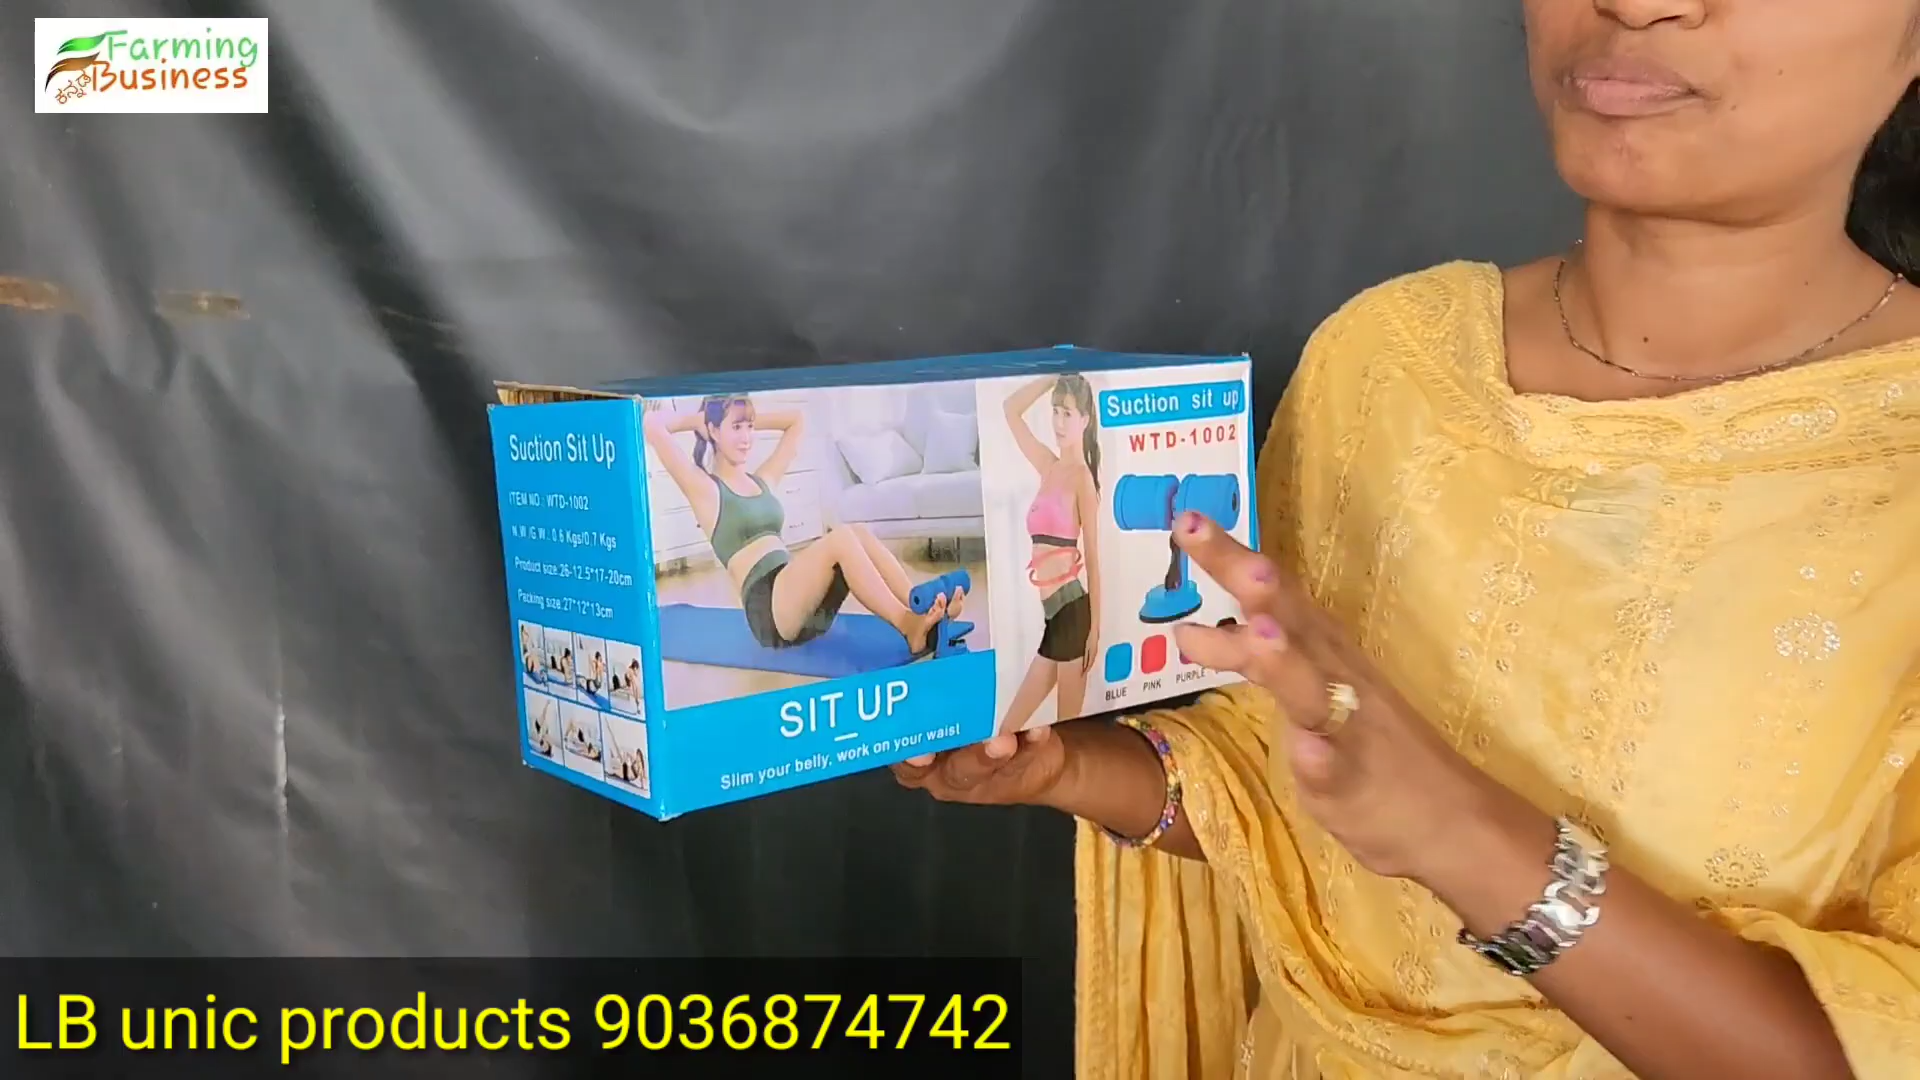 Farming
ಕನ್ನಡ Business
Suction Sit Up
ITEM NO.: WTD-1002
N.W/G.W.: 0.6 Kgs/0.7 Kgs
Product size:26-12.5*17-20cm
Packing size:27*12*13cm
SIT UP
Slim your belly, work on your waist
Suction sit up
WTD-1002
BLUE
PINK
PURPLE
LB unic products 9036874742